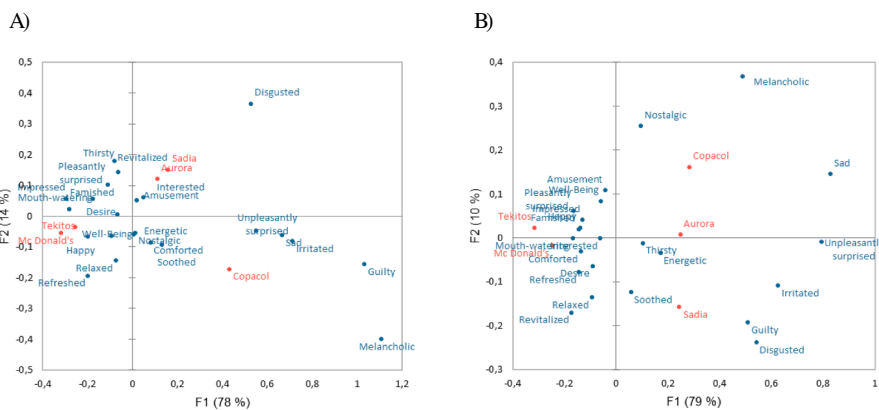 A)
B)
0,5
0,4
0,3
0,2
0,1
0
-0,1
-0,2
-0,3
-0,4
-0,5
-0,4
-0,2
0
0,2
0,4
0,6
0,8
1
1,2
F2 (14 %)
F1 (78 %)
Disgusted
Thirsty
Revitalized
Sadia
Pleasantly
surprised
Aurora
Impressed
Famished
Interested
Mouth-watering
Amusement
Desire
Tekitos
Mc Donald's
Well-Being
Energetic
Nostalgic
Unpleasantly
surprised
Sad
Irritated
Happy
Comforted
Soothed
Relaxed
Refreshed
Copacol
Guilty
Melancholic
0,4
0,3
0,2
0,1
0
-0,1
-0,2
-0,3
-0,4
-0,2
0
0,2
0,4
0,6
0,8
1
F2 (10 %)
F1 (79 %)
Melancholic
Nostalgic
Copacol
Sad
Amusement
Well-Being
Pleasantly
surprised
Impressed
Tekitos
Famished
Happy
Aurora
Mouth-watering
Interested
Mc Donald's
Comforted
Thirsty
Energetic
Unpleasantly
surprised
Desire
Refreshed
Relaxed
Soothed
Irritated
Revitalized
Sadia
Guilty
Disgusted